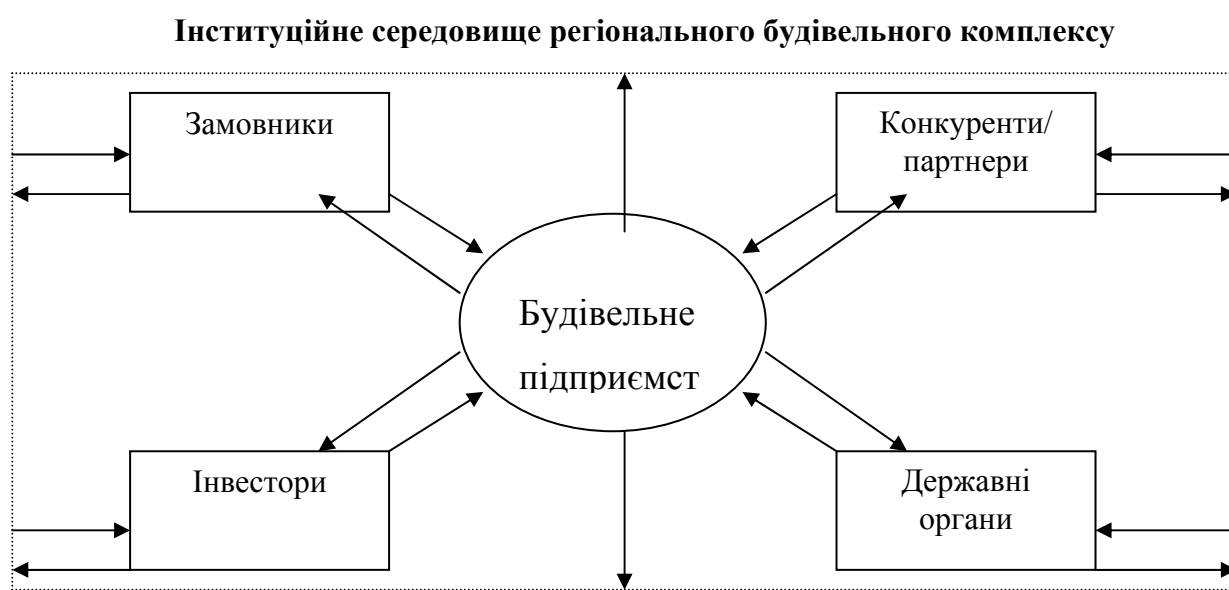 Інституційне середовище регіонального будівельного комплексу
Замовники
Конкуренти/
партнери
Будівельне
підприємст
Інвестори
Державні
органи